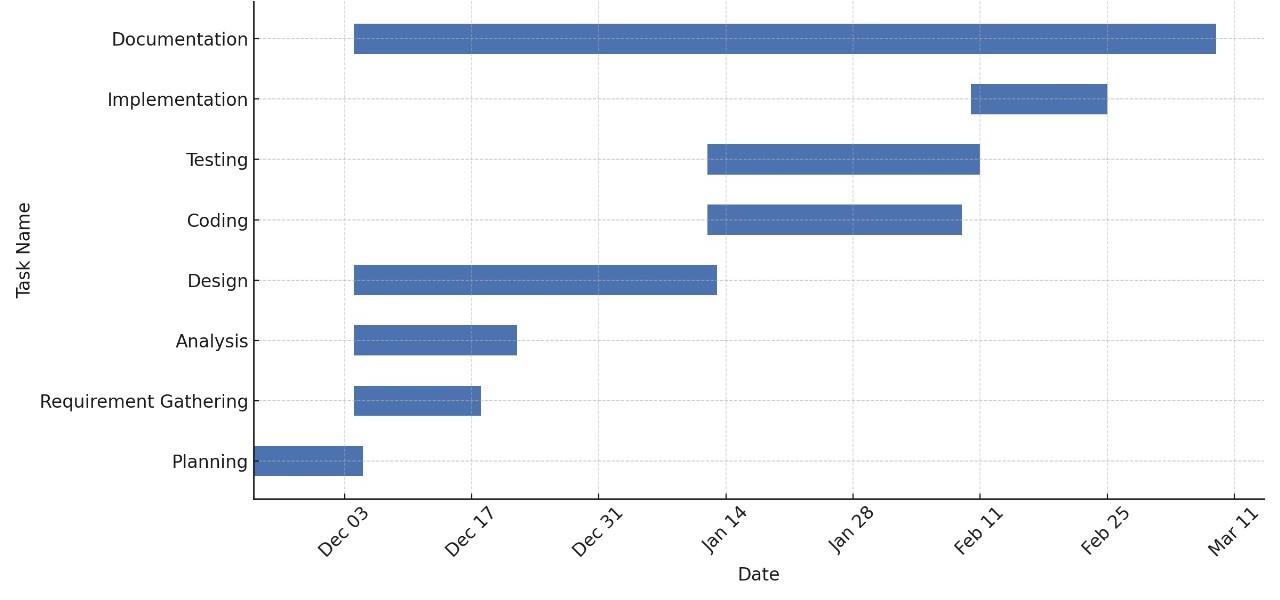 Documentation
Implementation
Testing
Coding
Design
Analysis
Requirement Gathering
Planning
Task Name
Dec 03
Dec 17
Dec 31
Jan 14
Jan 28
Feb 11
Feb 25
Mar 11
Date